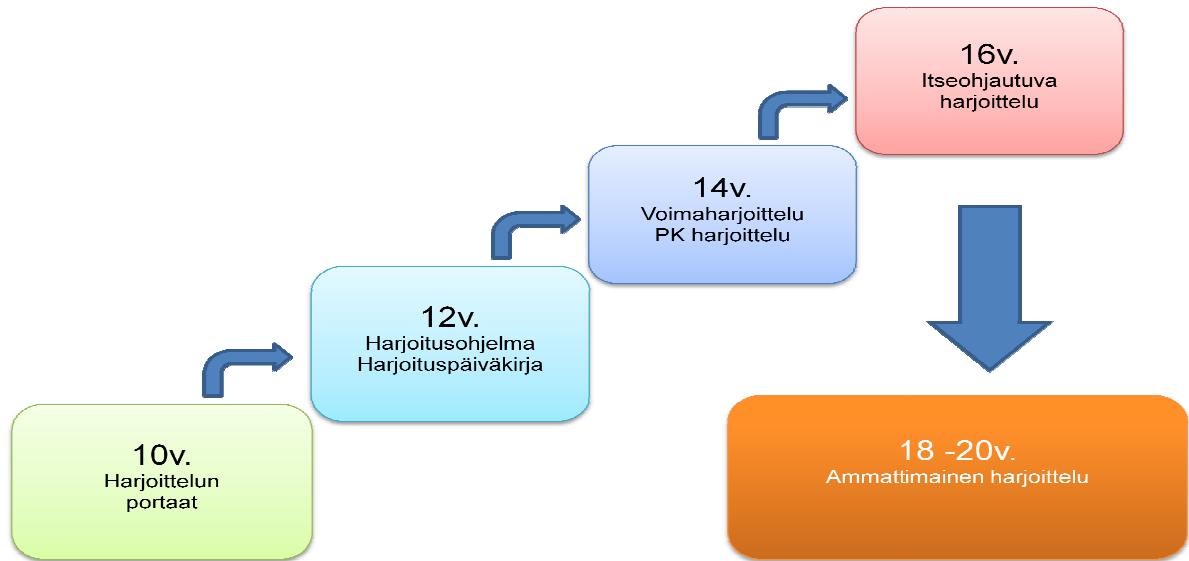 16v.
Itseohjautuva
harjoittelu
14v.
Voimaharjoittelu
PK harjoittelu
12v.
Harjoitusohjelma
Harjoituspäiväkirja
10v.
Harjoittelun
portaat
18 -20v.
Ammattimainen harjoittelu